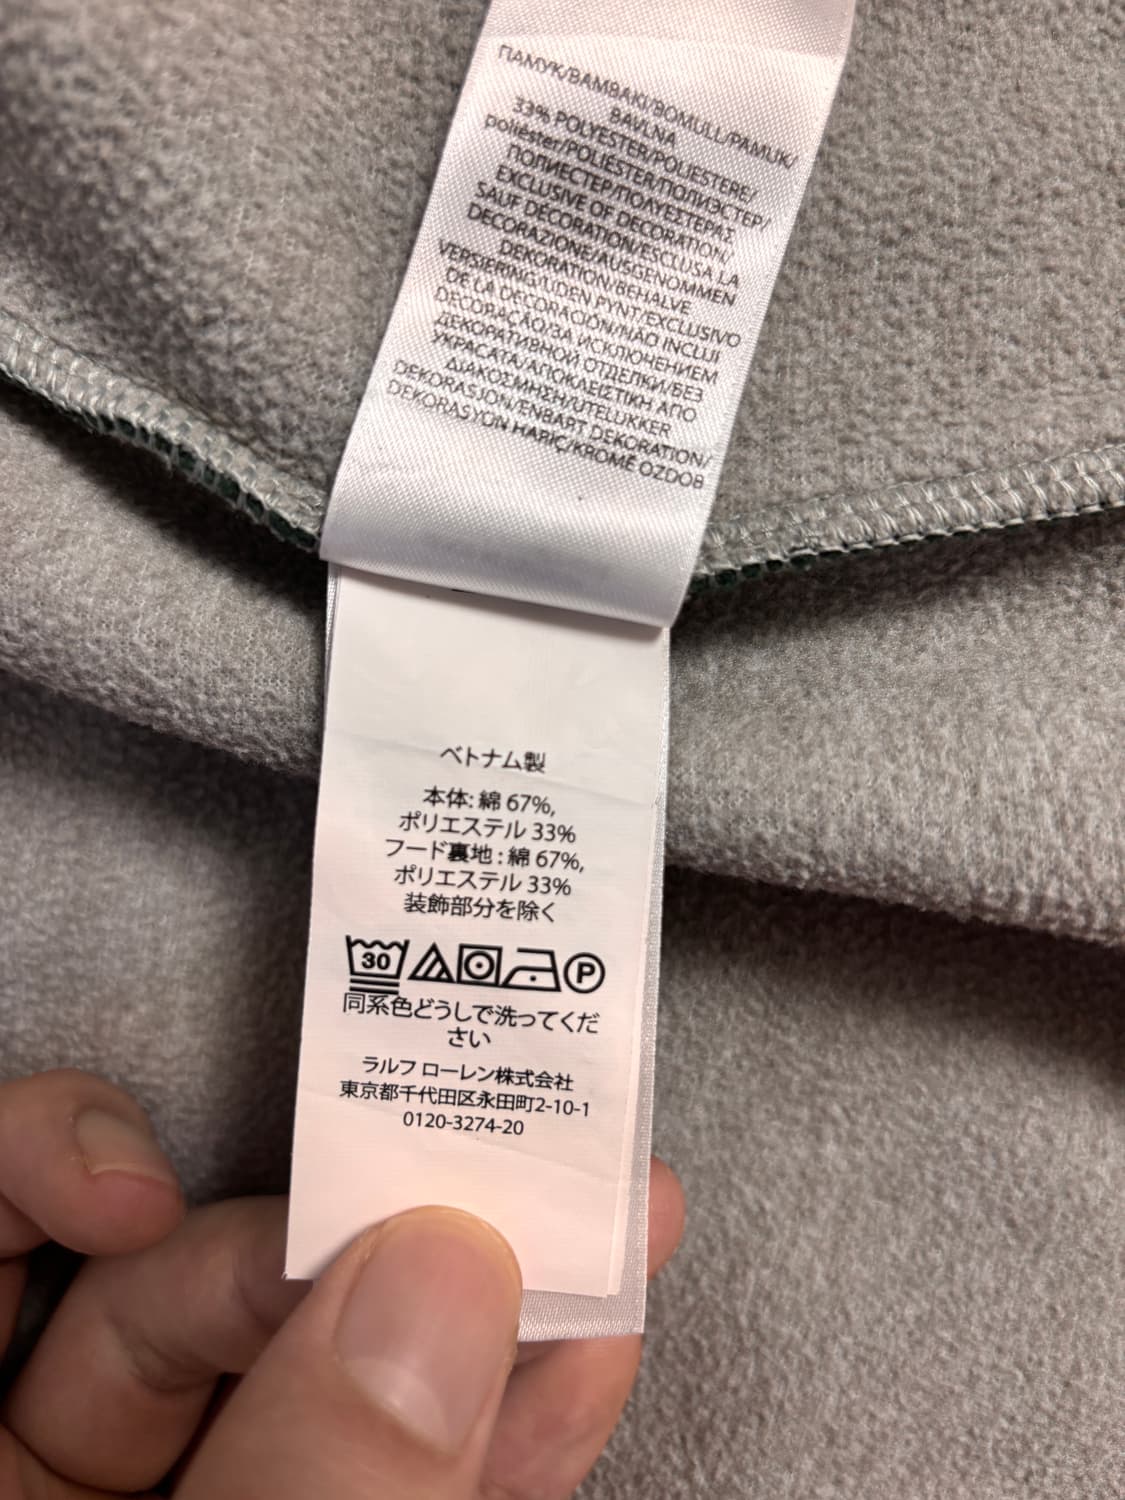 ПАМУК/BAMBAKI/BOMULL/PAMUK/
BAVLNA
33% POLYESTER/POLIESTERE/
poliéster/POLIÉSTER/ПОЛИЭСТЕР/
ПОЛИЕСТЕР/ΠΟΛΥΕΣΤΕΡΑΣ
EXCLUSIVE OF DECORATION/
SAUF DÉCORATION/ESCLUSA LA
DECORAZIONE/AUSGENOMMEN
DEKORATION/BEHALVE
VERSIERING/UDEN PYNT/EXCLUSIVO
DE LA DECORACIÓN/NÃO INCLUI
DECORAÇÃO/ЗА ИСКЛЮЧЕНИЕМ
ДЕКОРАТИВНОЙ ОТДЕЛКИ/БЕЗ
УКРАСАТА/ΑΠΟΚΛΕΙΣΤΙΚΗ ΑΠΟ
ΔΙΑΚΟΣΜΗΣΗ/UTELUKKER
DEKORASJON/ENBART DEKORATION/
DEKORASYON HARIÇ/KROMĚ OZDOB
ベトナム製
本体: 綿 67%,
ポリエステル 33%
フード裏地 : 綿 67%,
ポリエステル 33%
装飾部分を除く
30 P
同系色どうしで洗ってくだ
さい
ラルフ ローレン株式会社
東京都千代田区永田町2-10-1
0120-3274-20